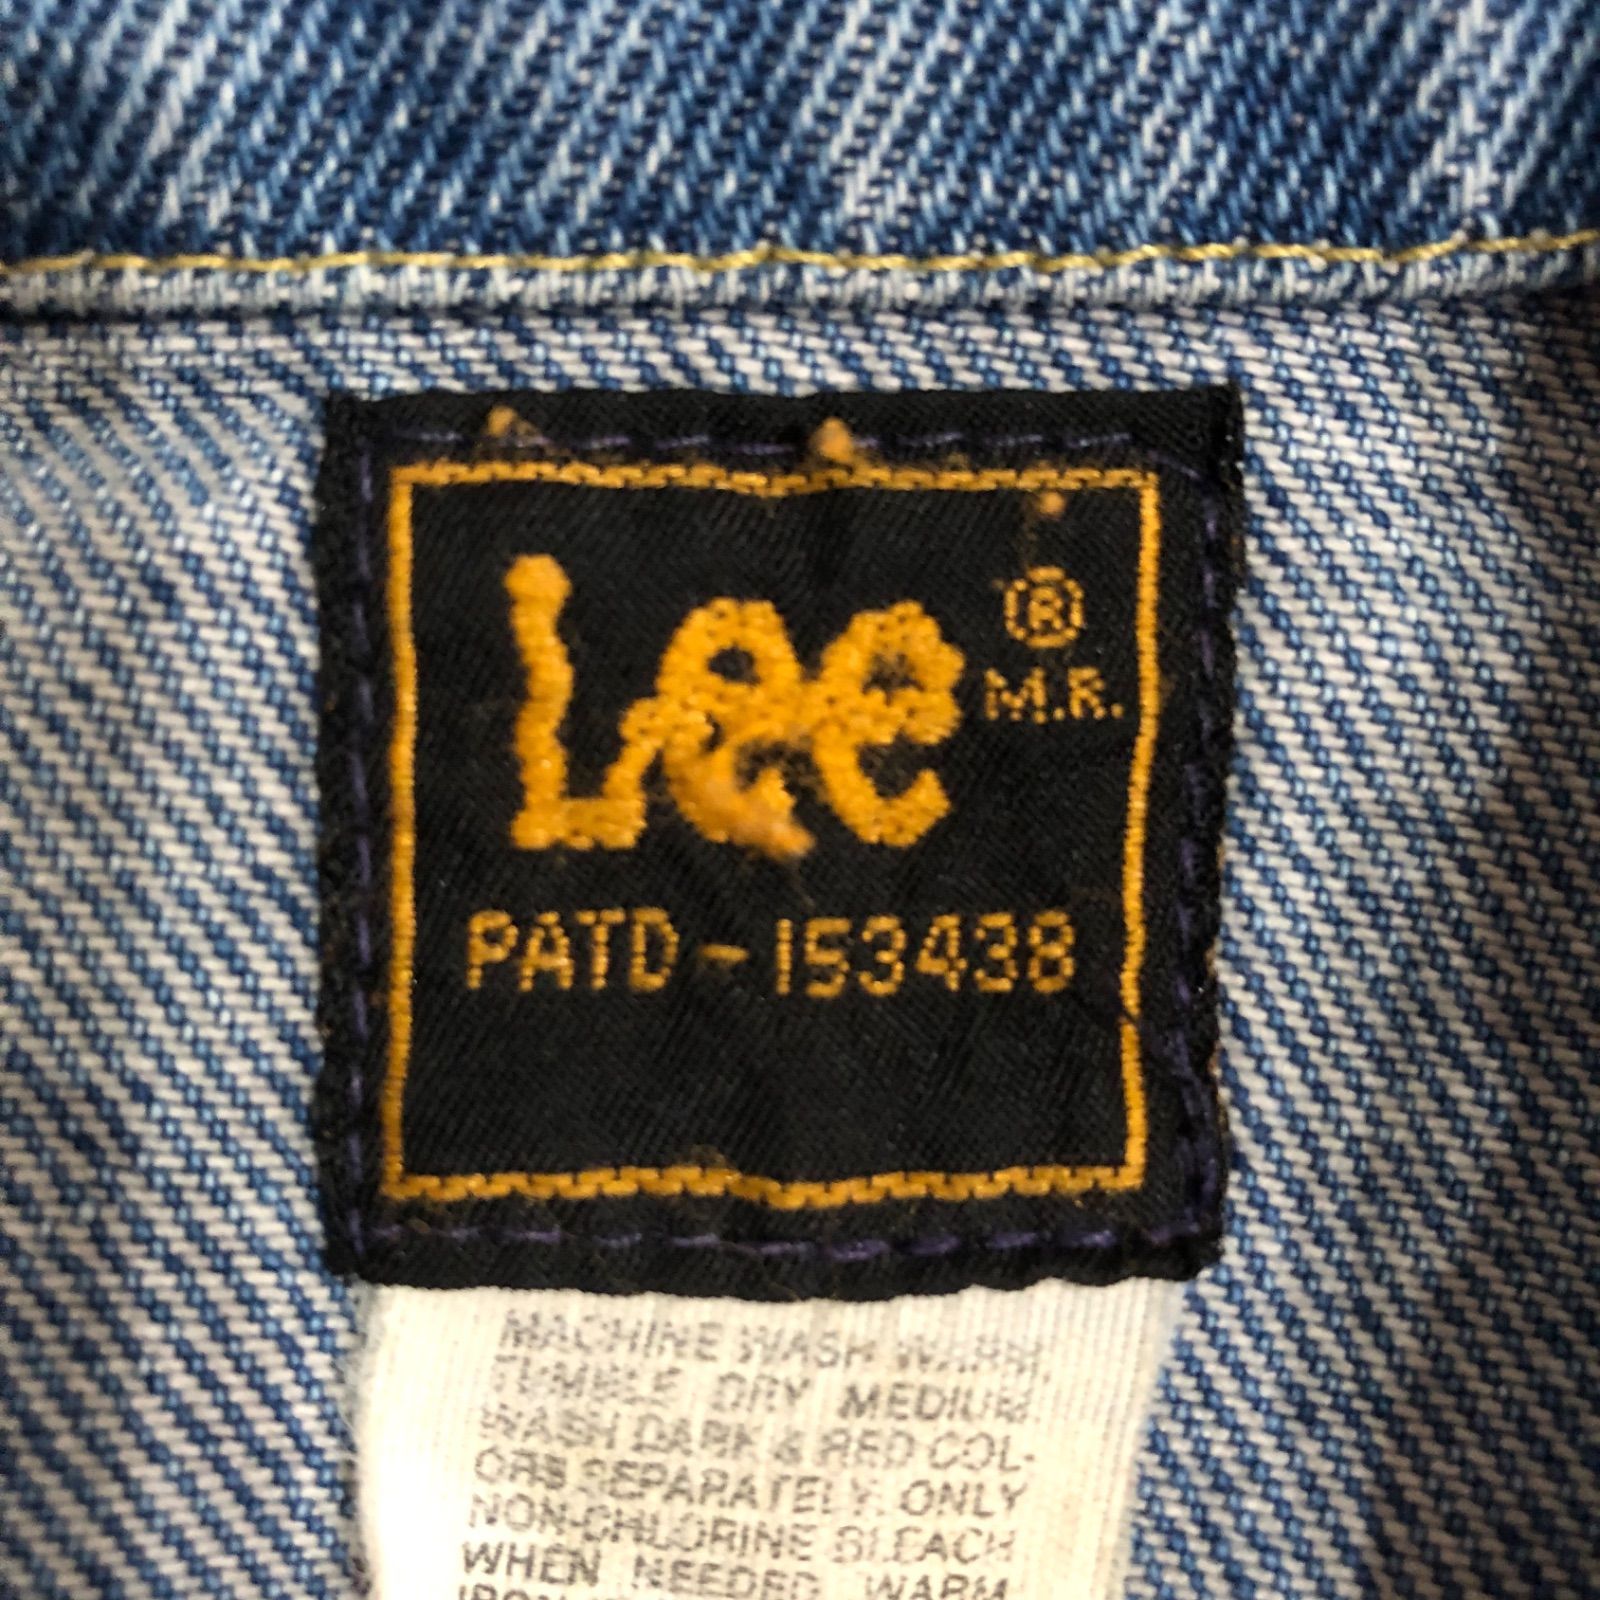 Lee ®
M.R.
PATD-153438
MACHINE WASH WARM,
TUMBLE DRY MEDIUM.
WASH DARK & RED COL-
ORS SEPARATELY. ONLY
NON-CHLORINE BLEACH
WHEN NEEDED. WARM